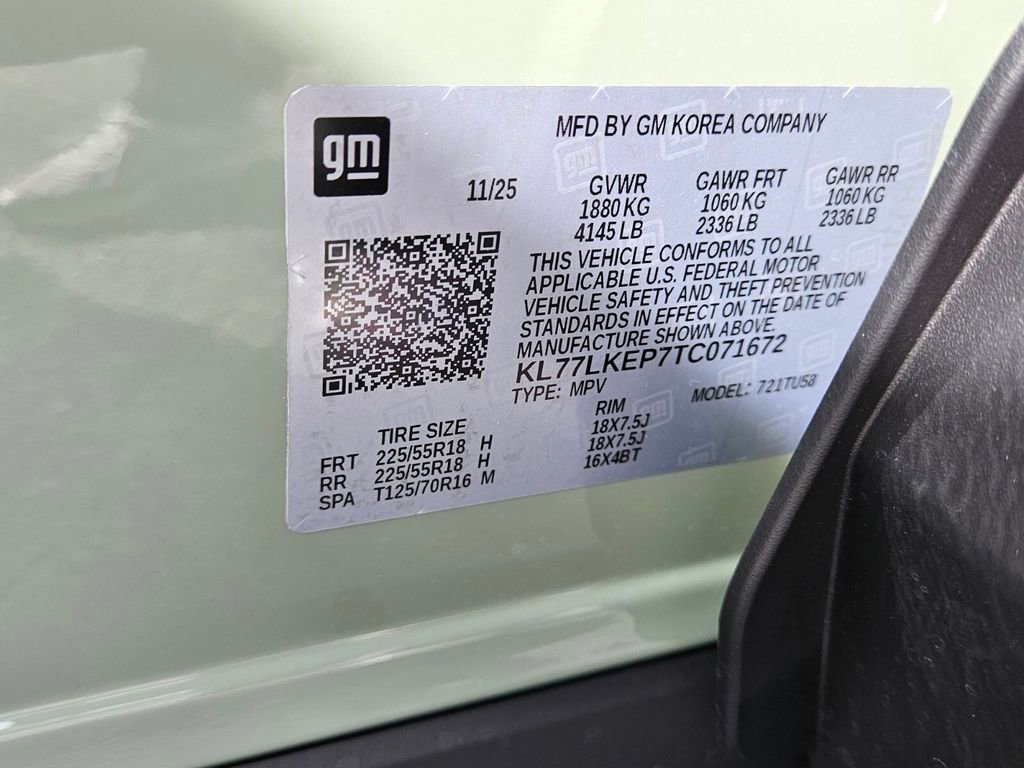 gm
MFD BY GM KOREA COMPANY
11/25
GVWR
1880 KG
4145 LB
GAWR FRT
1060 KG
2336 LB
GAWR RR
1060 KG
2336 LB
THIS VEHICLE CONFORMS TO ALL
APPLICABLE U.S. FEDERAL MOTOR
VEHICLE SAFETY AND THEFT PREVENTION
STANDARDS IN EFFECT ON THE DATE OF
MANUFACTURE SHOWN ABOVE.
KL77LKEP7TC071672
TYPE: MPV
MODEL: 721TU58
TIRE SIZE
RIM
FRT 225/55R18 H 18X7.5J
RR 225/55R18 H 18X7.5J
SPA T125/70R16 M 16X4BT